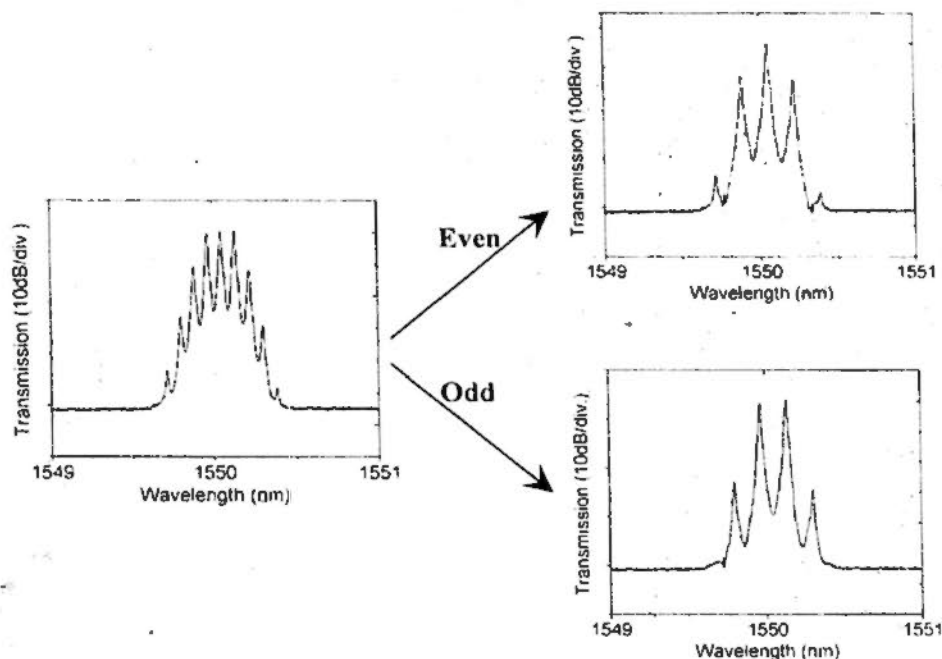 Transmission (10dB/div)
1549
1550
1551
Wavelength (nm)
Even
Odd
Transmission (10dB/div)
1549
1550
1551
Wavelength (nm)
Transmission (10dB/div.)
1549
1550
1551
Wavelength (nm)